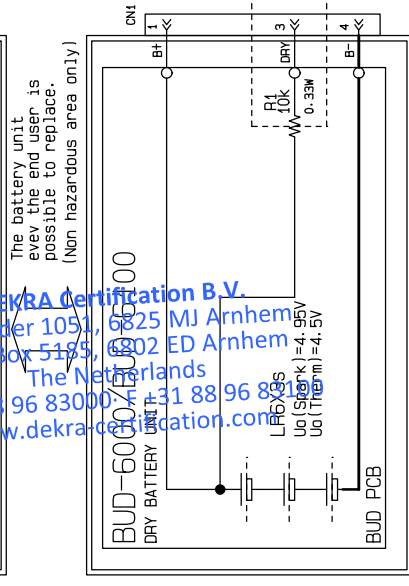 CN1
1
3
4
B+
DRY
B-
The battery unit
evev the end user is
possible to replace.
(Non hazardous area only)
R1
10k
0.33W
BUD-6000/BUD-6100
DRY BATTERY UNIT
LR6X3s
Uo(Spark)=4.95V
Uo(Therm)=4.5V
BUD PCB
EKRA Certification B.V.
der 1051, 6825 MJ Arnhem
ox 5185, 6802 ED Arnhem
The Netherlands
96 83000 F +31 88 96 83100
w.dekra-certification.com